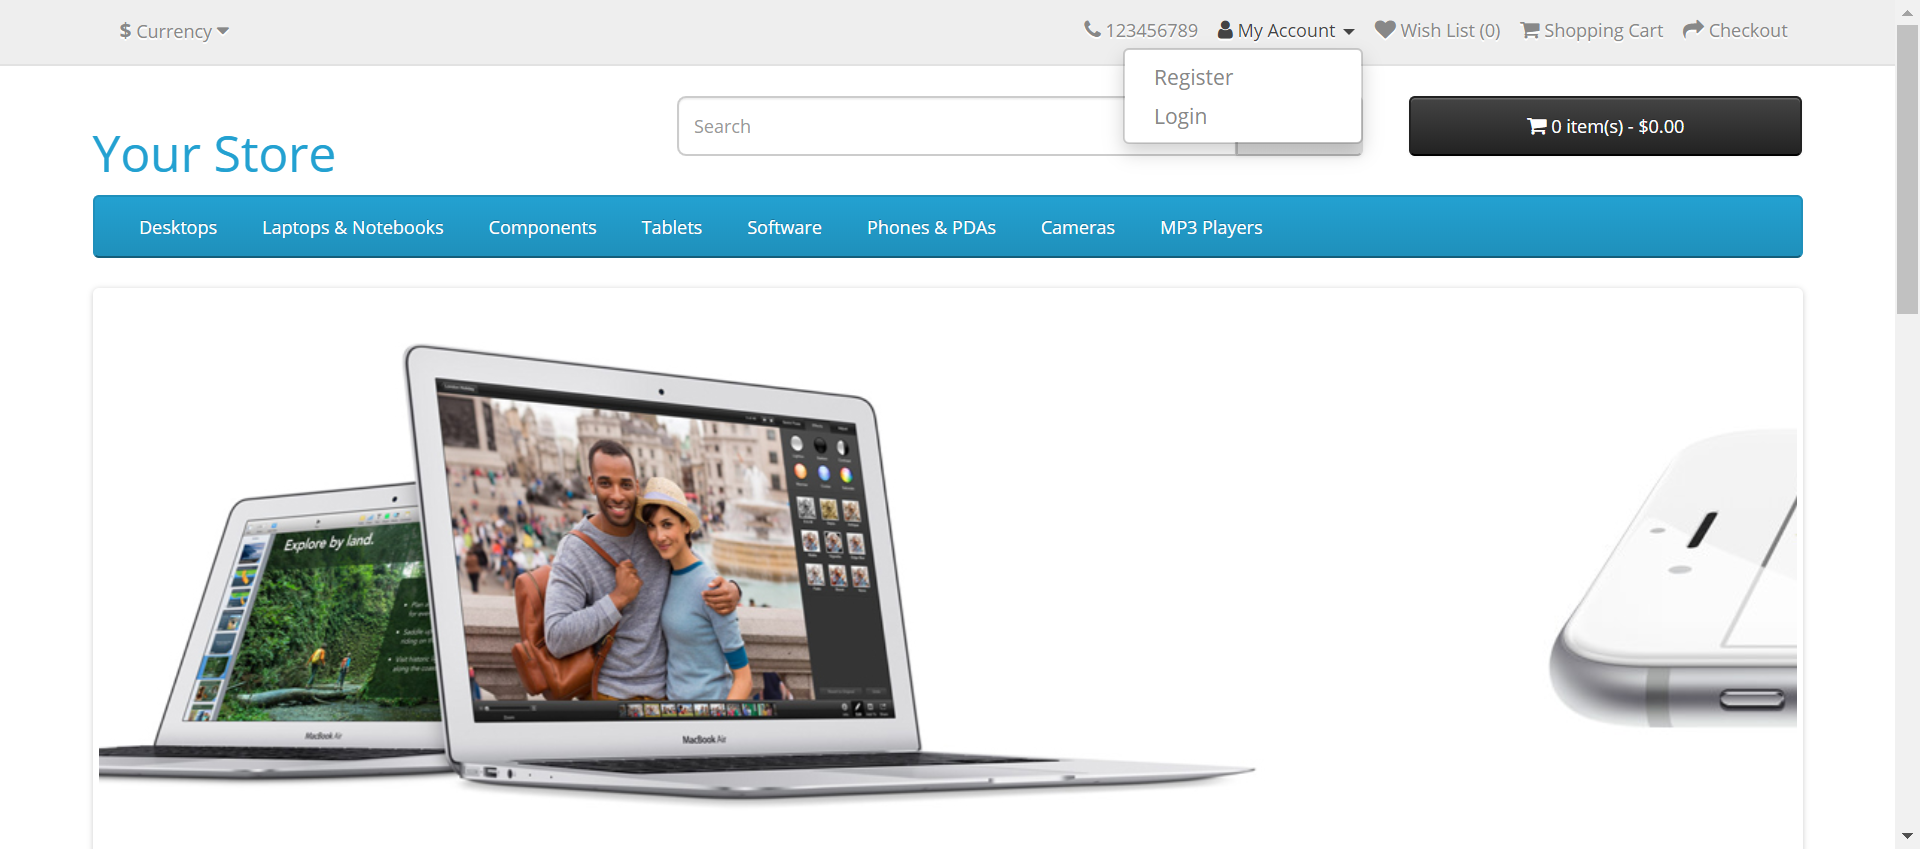 $ Currency
123456789 My Account Wish List (0) Shopping Cart Checkout
Register
Login
Your Store
Search
0 item(s) - $0.00
Desktops Laptops & Notebooks Components Tablets Software Phones & PDAs Cameras MP3 Players
Explore by land.
MacBook Air
MacBook Air